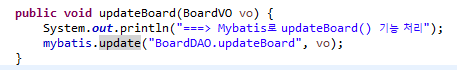 public void updateBoard(BoardVO vo) {
System.out.println("===> Mybatis로 updateBoard() 기능 처리");
mybatis.update("BoardDAO.updateBoard", vo);
}